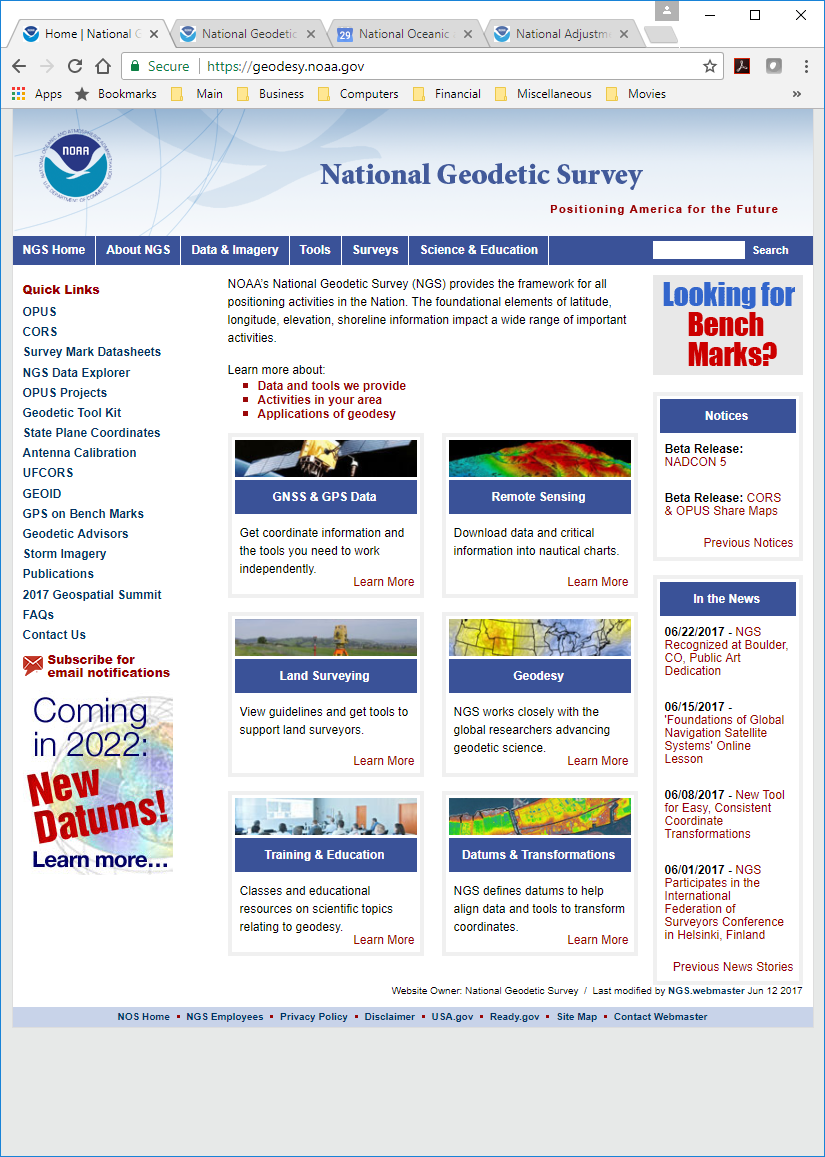 Home | National G
National Geodetic
29 National Oceanic a
National Adjustme
Secure https://geodesy.noaa.gov
Apps Bookmarks Main Business Computers Financial Miscellaneous Movies »
NOAA
National Geodetic Survey
Positioning America for the Future
NGS Home About NGS Data & Imagery Tools Surveys Science & Education Search
Quick Links
OPUS
CORS
Survey Mark Datasheets
NGS Data Explorer
OPUS Projects
Geodetic Tool Kit
State Plane Coordinates
Antenna Calibration
UFCORS
GEOID
GPS on Bench Marks
Geodetic Advisors
Storm Imagery
Publications
2017 Geospatial Summit
FAQs
Contact Us
Subscribe for
email notifications
Coming
in 2022:
New
Datums!
Learn more...
NOAA's National Geodetic Survey (NGS) provides the framework for all
positioning activities in the Nation. The foundational elements of latitude,
longitude, elevation, shoreline information impact a wide range of important
activities.
Learn more about:
Data and tools we provide
Activities in your area
Applications of geodesy
GNSS & GPS Data
Get coordinate information and
the tools you need to work
independently.
Learn More
Remote Sensing
Download data and critical
information into nautical charts.
Learn More
Land Surveying
View guidelines and get tools to
support land surveyors.
Learn More
Geodesy
NGS works closely with the
global researchers advancing
geodetic science.
Learn More
Training & Education
Classes and educational
resources on scientific topics
relating to geodesy.
Learn More
Datums & Transformations
NGS defines datums to help
align data and tools to transform
coordinates.
Learn More
Looking for
Bench
Marks?
Notices
Beta Release:
NADCON 5
Beta Release: CORS
& OPUS Share Maps
Previous Notices
In the News
06/22/2017 - NGS
Recognized at Boulder,
CO, Public Art
Dedication
06/15/2017 -
'Foundations of Global
Navigation Satellite
Systems' Online
Lesson
06/08/2017 - New Tool
for Easy, Consistent
Coordinate
Transformations
06/01/2017 - NGS
Participates in the
International
Federation of
Surveyors Conference
in Helsinki, Finland
Previous News Stories
Website Owner: National Geodetic Survey / Last modified by NGS.webmaster Jun 12 2017
NOS Home ▪ NGS Employees ▪ Privacy Policy ▪ Disclaimer ▪ USA.gov ▪ Ready.gov ▪ Site Map ▪ Contact Webmaster